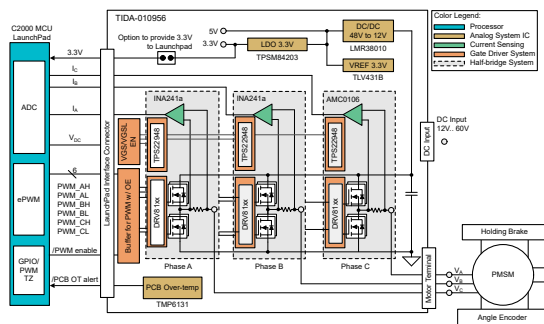 C2000 MCU
LaunchPad
TIDA-010956
Option to provide 3.3V
to Launchpad
5V
3.3V
LDO 3.3V
TPSM84203
DC/DC
48V to 12V
LMR38010
VREF 3.3V
TLV431B
Color Legend:
Processor
Analog System IC
Current Sensing
Gate Driver System
Half-bridge System
3.3V
IC
IB
IA
VDC
ADC
ePWM
GPIO/
PWM
TZ
6
PWM_AH
PWM_AL
PWM_BH
PWM_BL
PWM_CH
PWM_CL
/PWM enable
/PCB OT alert
LaunchPad Interface Connector
VGS/VGSL
EN
Buffer for PWM w/ OE
INA241a
TPS22948
DRV81xx
Phase A
INA241a
TPS22948
DRV81xx
Phase B
AMC0106
TPS22948
DRV81xx
Phase C
PCB Over-temp
TMP6131
DC Input
DC Input
12V.. 60V
Motor Terminal
VA
VB
VC
Holding Brake
PMSM
Angle Encoder